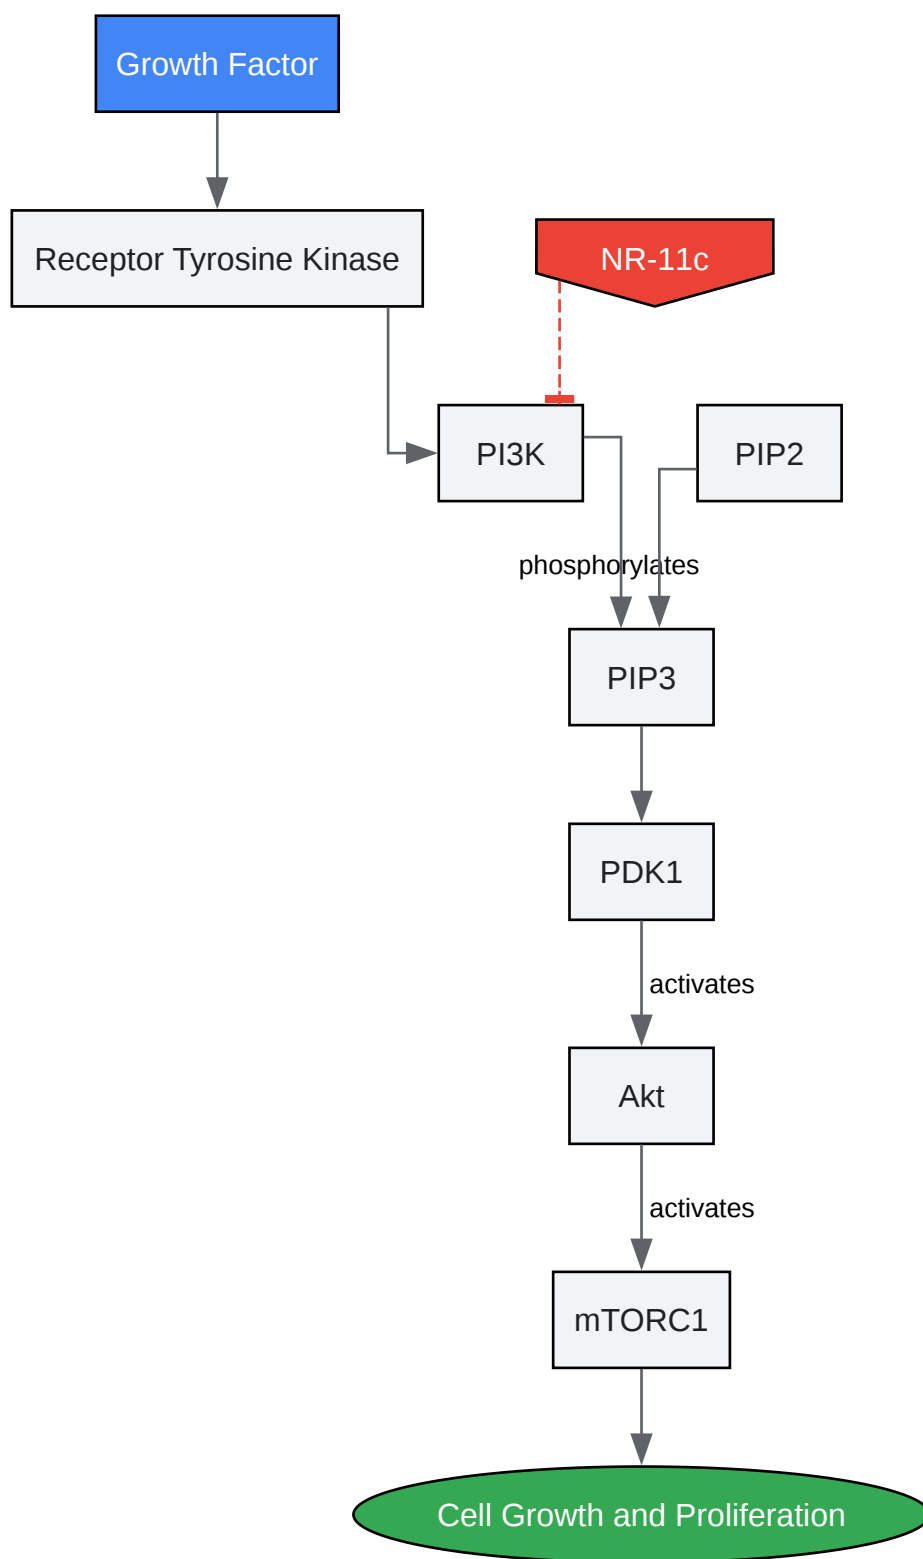 Growth Factor
Receptor Tyrosine Kinase
NR-11c
PI3K
PIP2
phosphorylates
PIP3
PDK1
activates
Akt
activates
mTORC1
Cell Growth and Proliferation